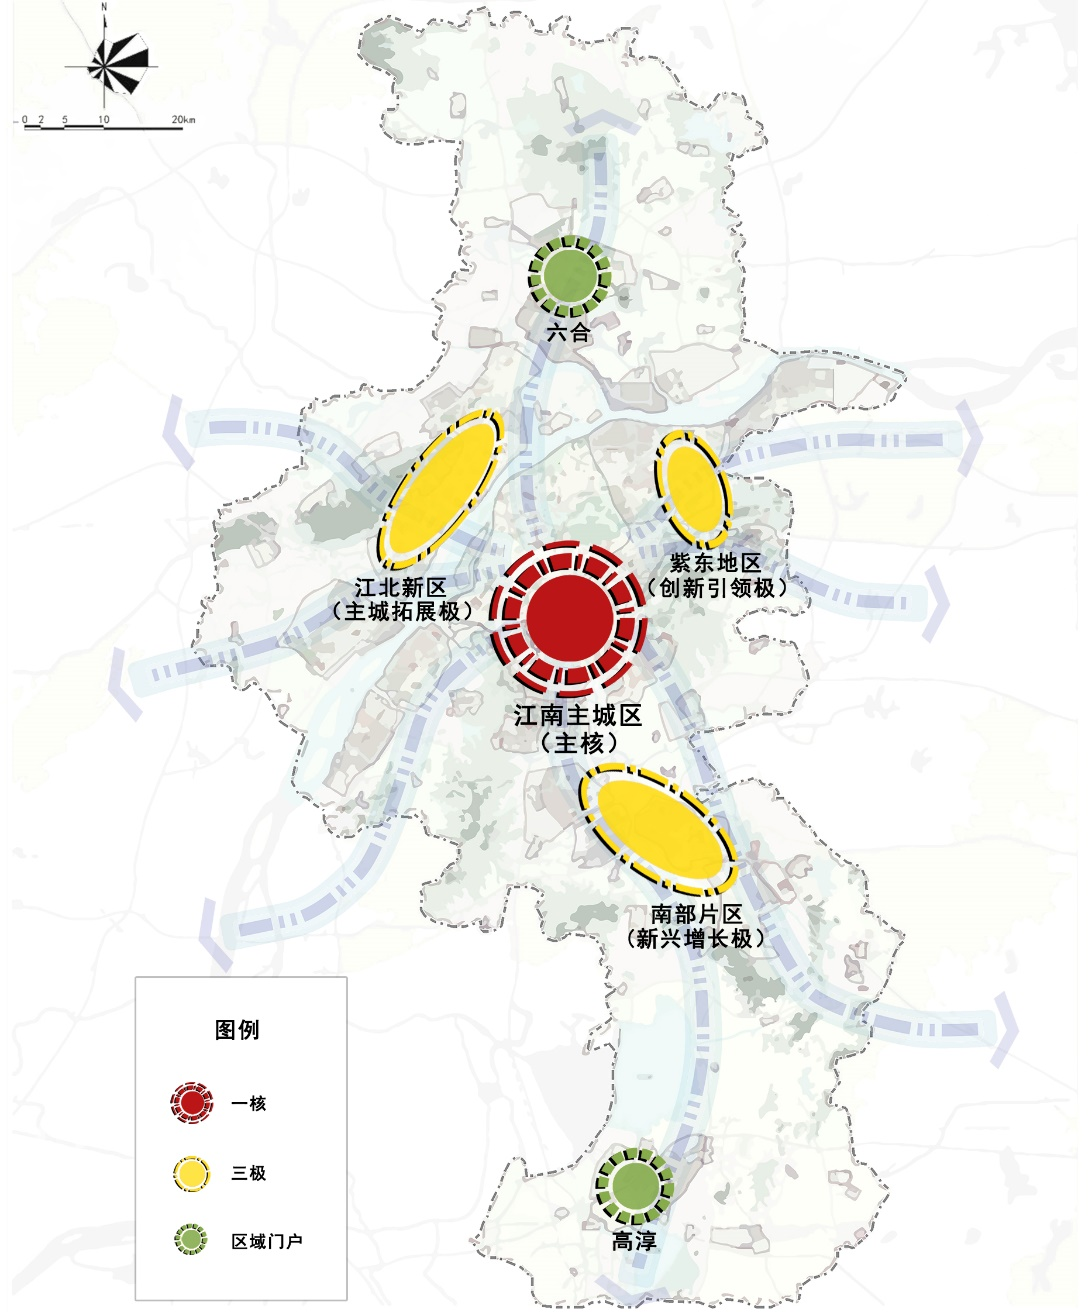 N
0 2 5 10 20km
六合
紫东地区
（创新引领极）
江北新区
（主城拓展极）
江南主城区
（主核）
南部片区
（新兴增长极）
高淳
图例
一核
三极
区域门户